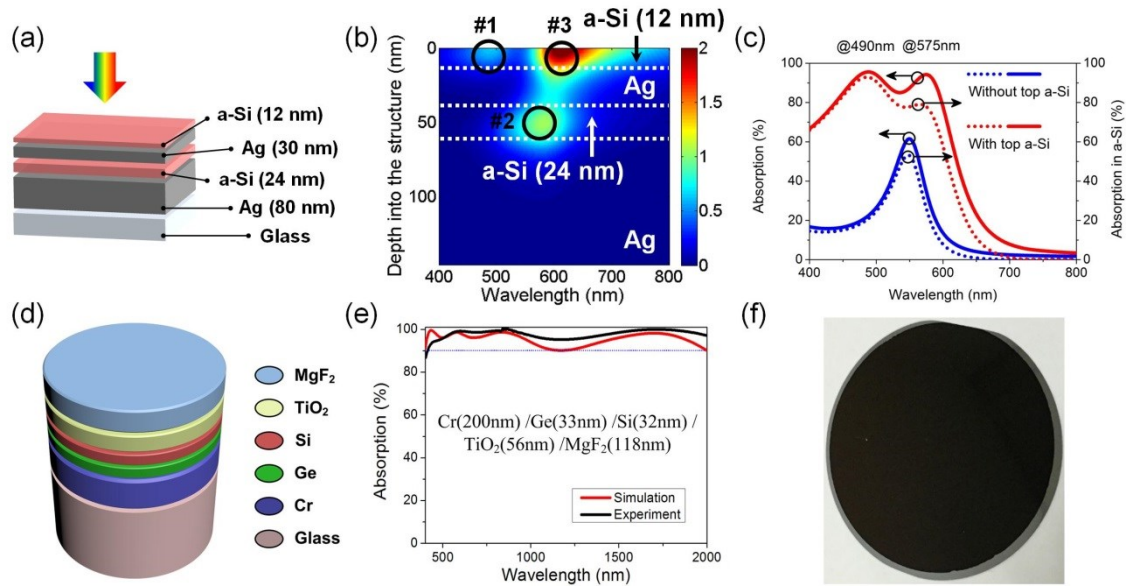 (a)
a-Si (12 nm)
Ag (30 nm)
a-Si (24 nm)
Ag (80 nm)
Glass
(b)
#1
#3
a-Si (12 nm)
Ag
#2
a-Si (24 nm)
Ag
Depth into the structure (nm)
0
50
100
400
500
600
700
800
Wavelength (nm)
2
1.5
1
0.5
0
(c)
@490nm
@575nm
Without top a-Si
With top a-Si
Absorption (%)
100
80
60
40
20
0
400
500
600
700
800
Wavelength (nm)
100
80
60
40
20
0
Absorption in a-Si (%)
(d)
MgF₂
TiO₂
Si
Ge
Cr
Glass
(e)
Absorption (%)
100
80
60
40
20
0
Cr(200nm) /Ge(33nm) /Si(32nm) /
TiO₂(56nm) /MgF₂(118nm)
Simulation
Experiment
500
1000
1500
2000
Wavelength (nm)
(f)